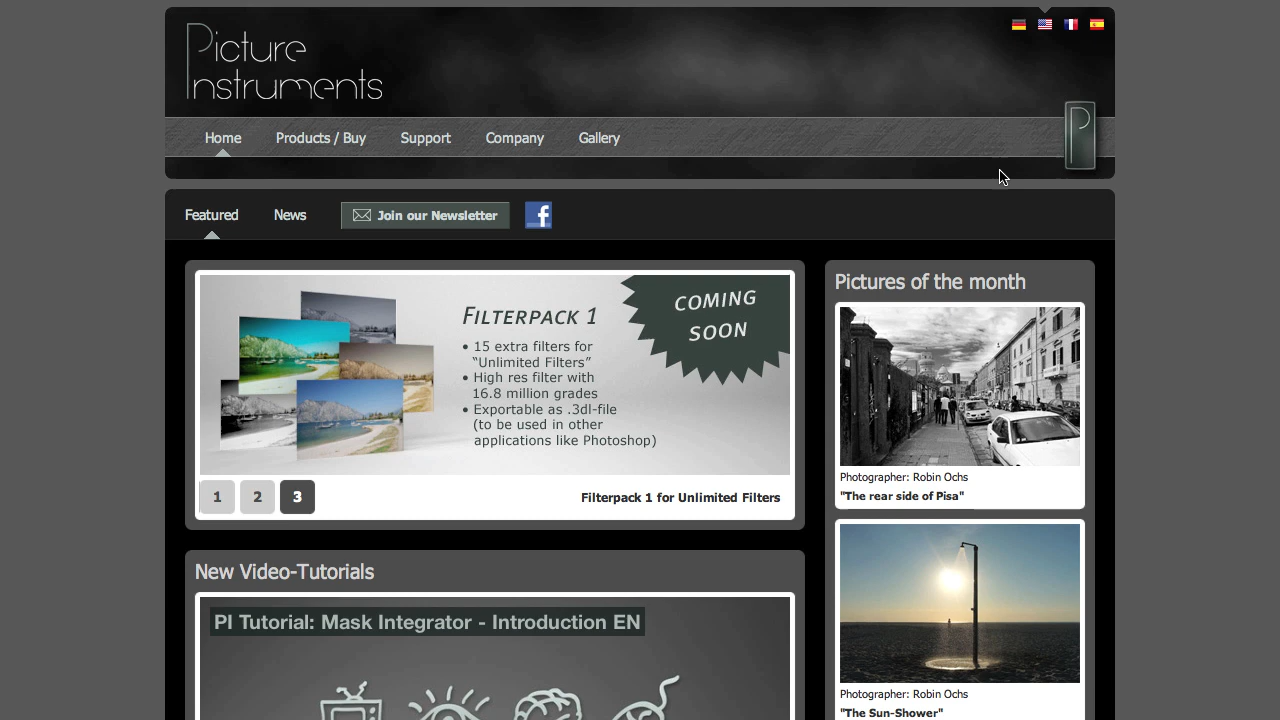 Picture
Instruments
P
Home Products / Buy Support Company Gallery
Featured News Join our Newsletter f
FILTERPACK 1
• 15 extra filters for
“Unlimited Filters”
• High res filter with
16.8 million grades
• Exportable as .3dl-file
(to be used in other
applications like Photoshop)
COMING
SOON
1 2 3 Filterpack 1 for Unlimited Filters
New Video-Tutorials
PI Tutorial: Mask Integrator - Introduction EN
Pictures of the month
Photographer: Robin Ochs
"The rear side of Pisa"
Photographer: Robin Ochs
"The Sun-Shower"